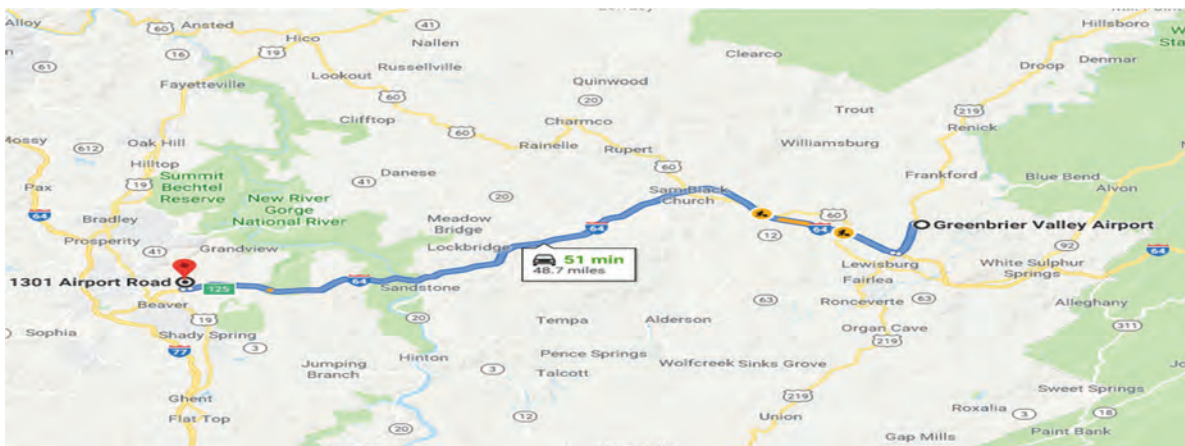 Alloy
Ansted
60
Hico
Nallen
Clearco
Hillsboro
Droop
Denmar
19
16
61
Fayetteville
Lookout
Russellville
60
Quinwood
20
Trout
219
Renick
Mossy
612
Oak Hill
Clifftop
60
Charmco
Rainelle
Rupert
Williamsburg
Hilltop
Summit
Bechtel
Reserve
19
Pax
64
41
Danese
60
Frankford
Blue Bend
Alvon
New River
Gorge
National River
20
Sam Black
Church
Bradley
Prosperity
41
Grandview
Meadow
Bridge
Lockbridge
64
12
60
64
Greenbrier Valley Airport
92
64
51 min
48.7 miles
Lewisburg
White Sulphur
Springs
Fairlea
1301 Airport Road
125
64
Sandstone
Beaver
19
63
Ronceverte
63
Alleghany
Sophia
Shady Spring
20
Tempa
Alderson
Organ Cave
219
311
77
3
Jumping
Branch
Hinton
Pence Springs
3
Talcott
Wolfcreek
Sinks Grove
Sweet Springs
Ghent
Flat Top
20
12
219
Union
Roxalia
3
18
Gap Mills
Paint Bank